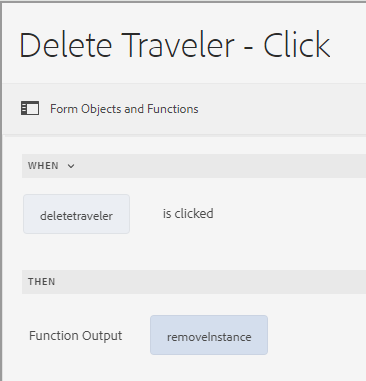 Delete Traveler - Click
Form Objects and Functions
WHEN
deletetraveler is clicked
THEN
Function Output removeInstance